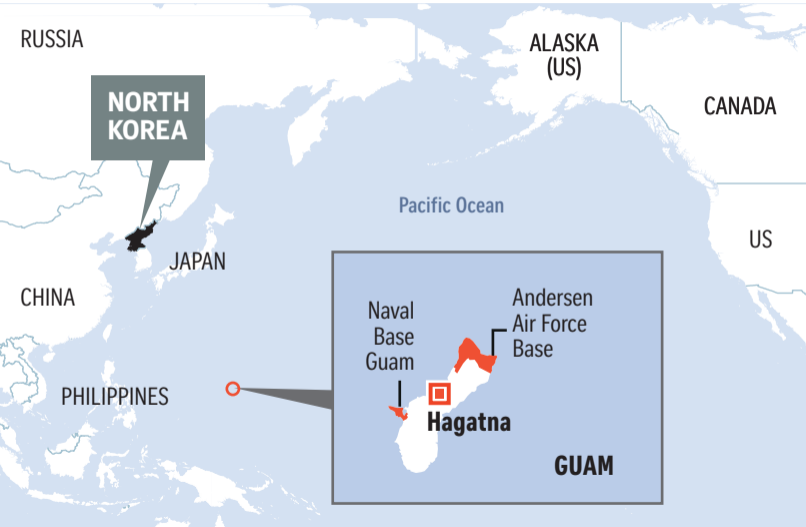 RUSSIA
ALASKA
(US)
CANADA
NORTH
KOREA
Pacific Ocean
US
JAPAN
CHINA
PHILIPPINES
Naval
Base
Guam
Andersen
Air Force
Base
Hagatna
GUAM